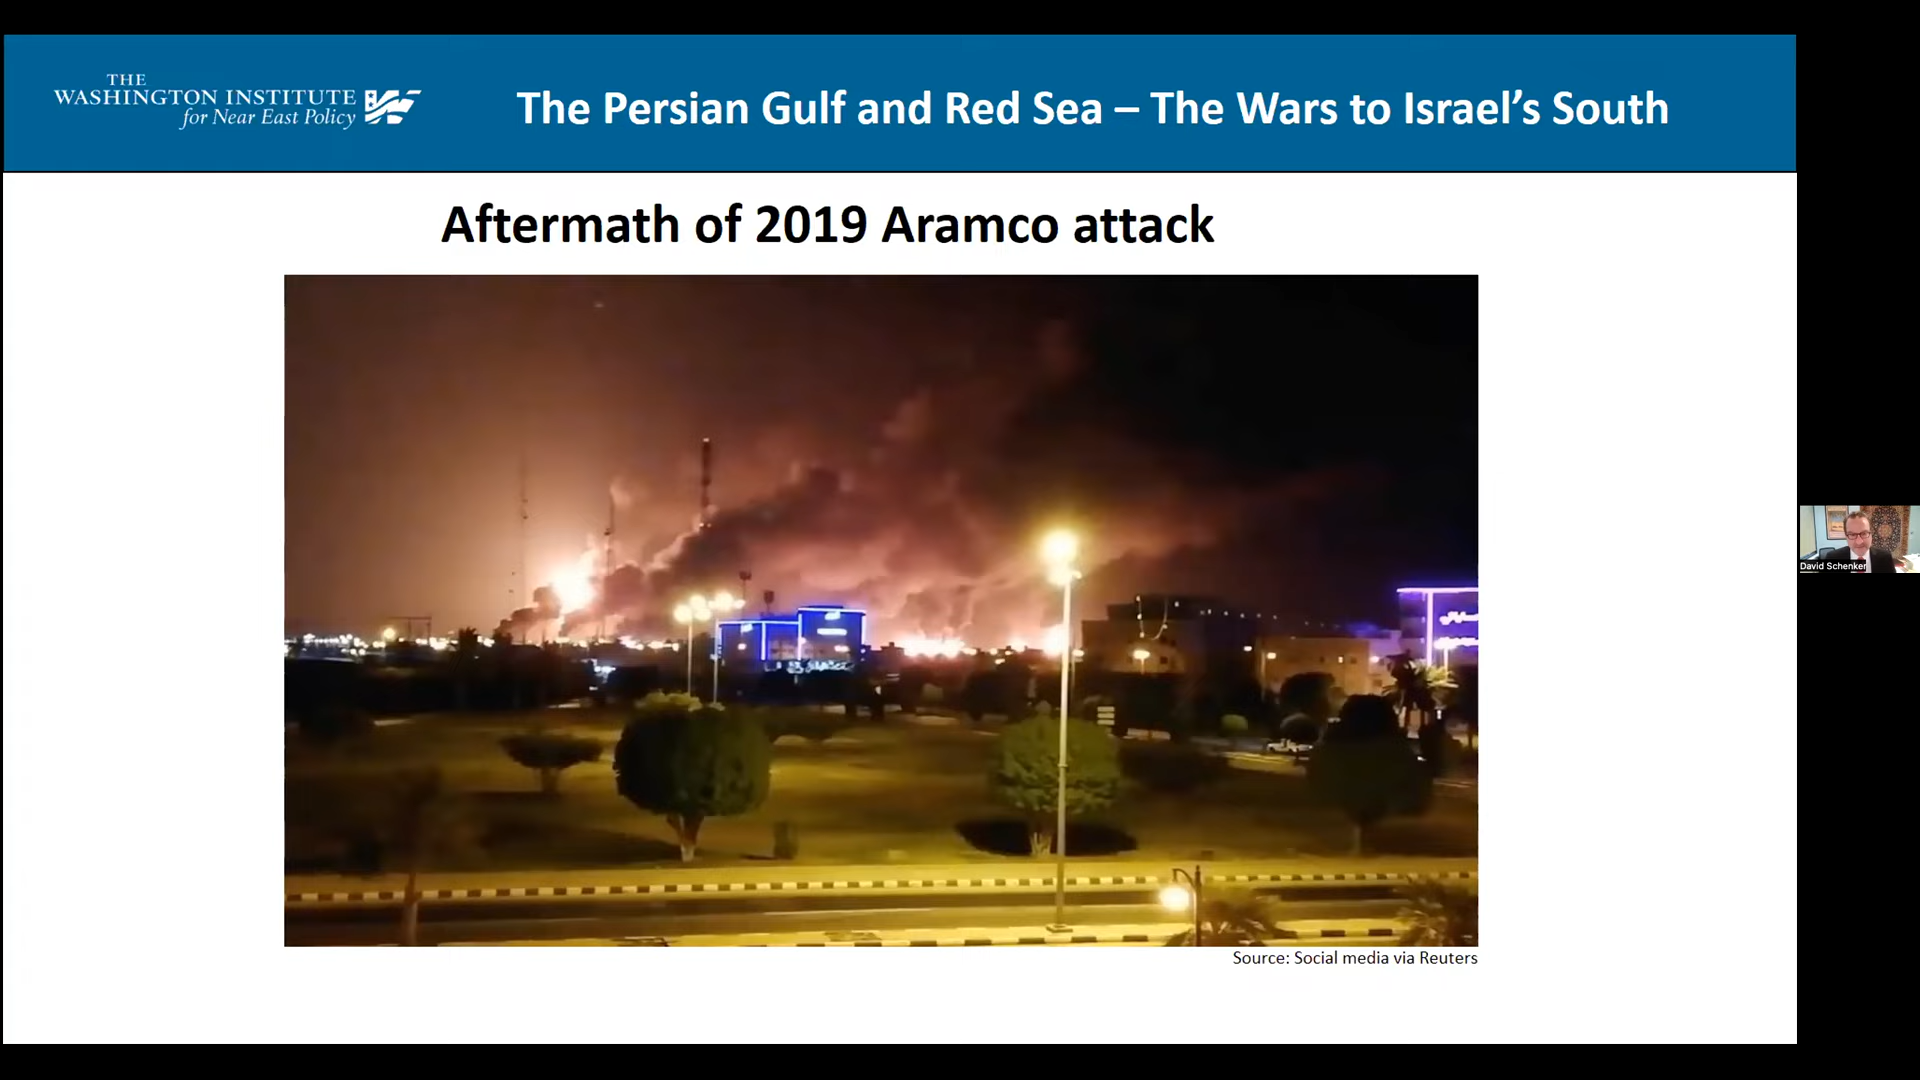 THE
WASHINGTON INSTITUTE
for Near East Policy
The Persian Gulf and Red Sea – The Wars to Israel's South
Aftermath of 2019 Aramco attack
David Schenker
Source: Social media via Reuters